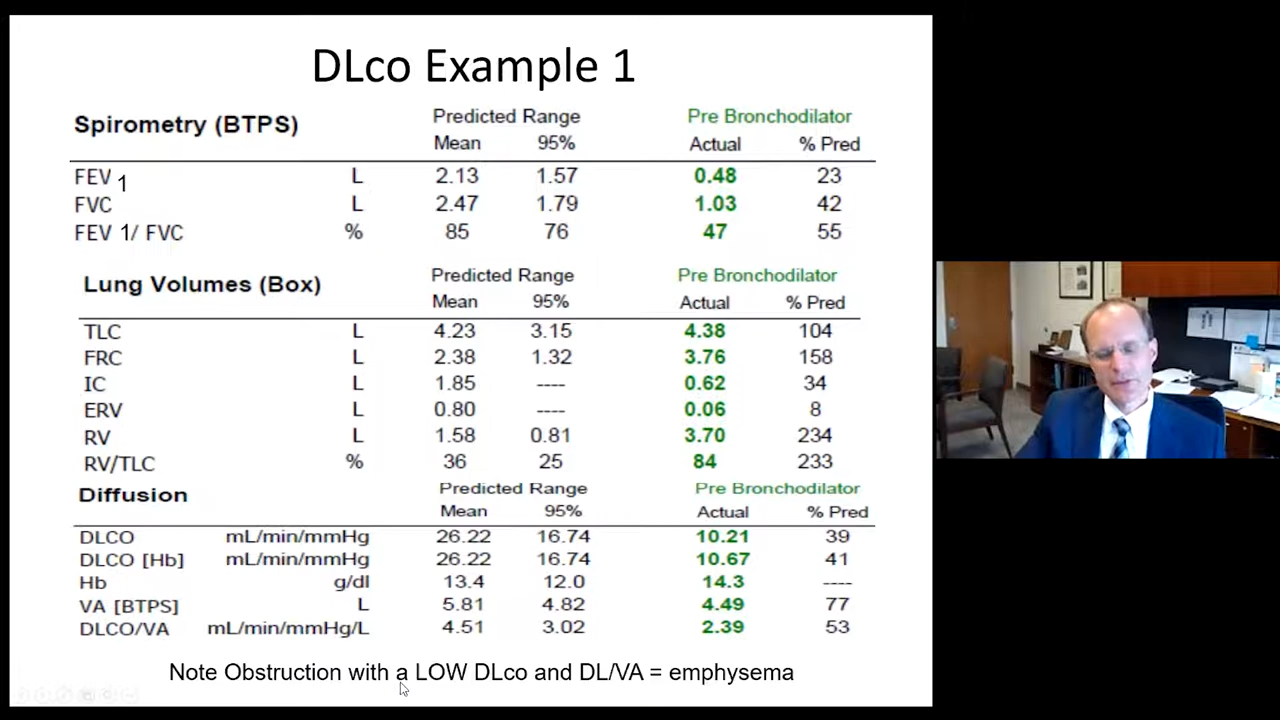 DLco Example 1
Spirometry (BTPS) Predicted Range Pre Bronchodilator
Mean 95% Actual % Pred
FEV 1 L 2.13 1.57 0.48 23
FVC L 2.47 1.79 1.03 42
FEV 1/ FVC % 85 76 47 55
Lung Volumes (Box) Predicted Range Pre Bronchodilator
Mean 95% Actual % Pred
TLC L 4.23 3.15 4.38 104
FRC L 2.38 1.32 3.76 158
IC L 1.85 ---- 0.62 34
ERV L 0.80 ---- 0.06 8
RV L 1.58 0.81 3.70 234
RV/TLC % 36 25 84 233
Diffusion Predicted Range Pre Bronchodilator
Mean 95% Actual % Pred
DLCO mL/min/mmHg 26.22 16.74 10.21 39
DLCO [Hb] mL/min/mmHg 26.22 16.74 10.67 41
Hb g/dl 13.4 12.0 14.3 ----
VA [BTPS] L 5.81 4.82 4.49 77
DLCO/VA mL/min/mmHg/L 4.51 3.02 2.39 53
Note Obstruction with a LOW DLco and DL/VA = emphysema